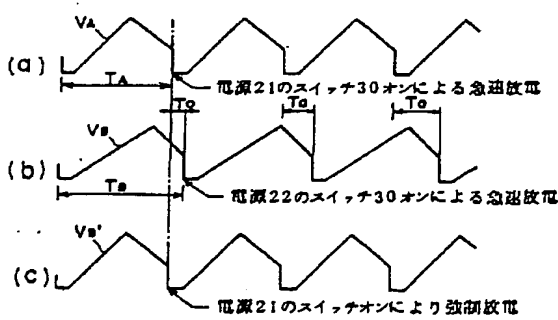 VA
(a)
TA
電源21のスイッチ30オンによる急速放電
To
Ta
Ta
VB
(b)
TB
電源22のスイッチ30オンによる急速放電
VB'
(c)
電源21のスイッチオンにより強制放電